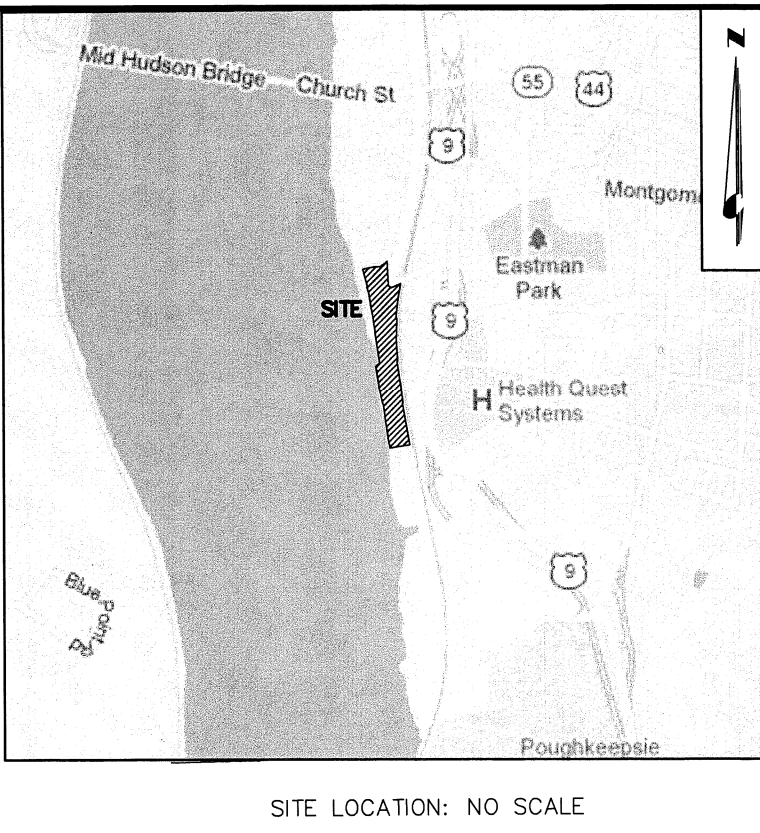 Mid Hudson Bridge
Church St
55
44
N
9
Montgom
Eastman
Park
SITE
9
H Health Quest
Systems
9
Blue Point Rd
Poughkeepsie
SITE LOCATION: NO SCALE